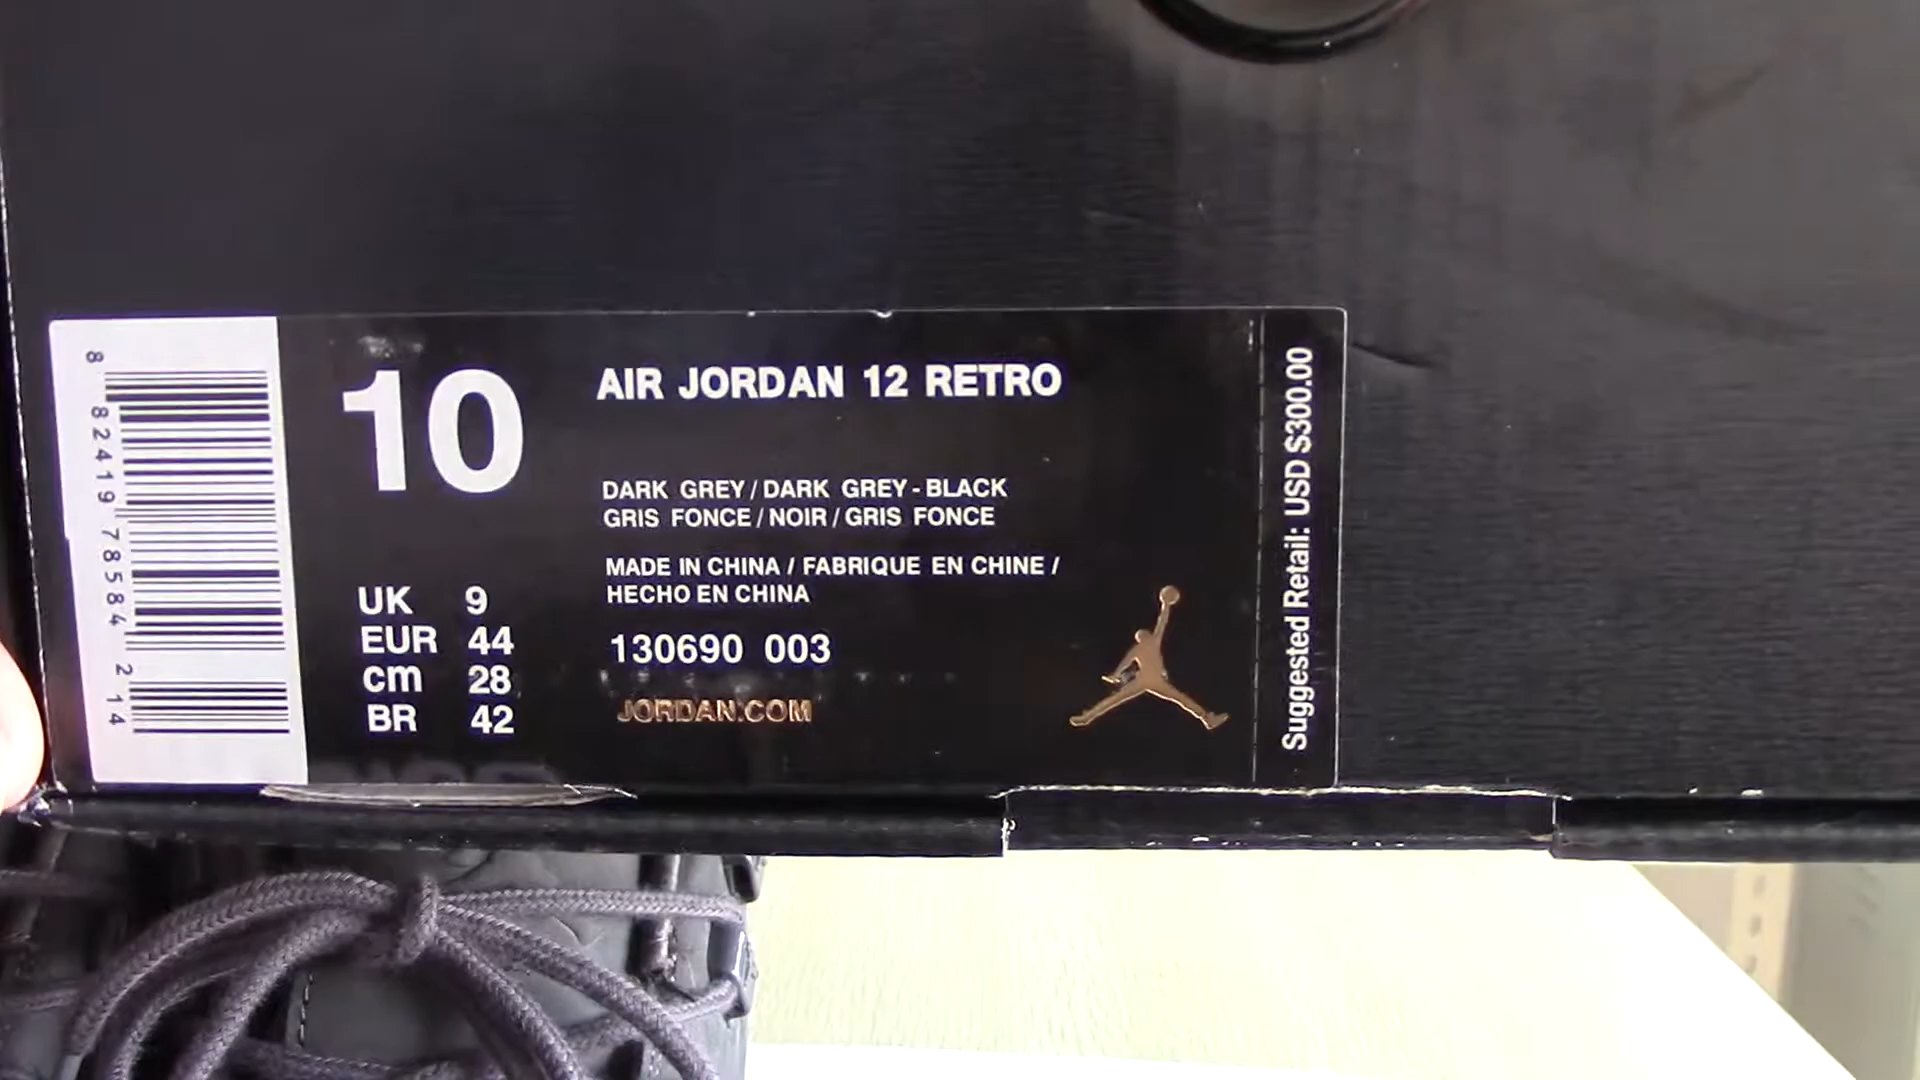 8 82419 78584 2 14
10
AIR JORDAN 12 RETRO
DARK GREY / DARK GREY - BLACK
GRIS FONCE / NOIR / GRIS FONCE
MADE IN CHINA / FABRIQUE EN CHINE /
HECHO EN CHINA
UK 9
EUR 44
cm 28
BR 42
130690 003
JORDAN.COM
Suggested Retail: USD $300.00